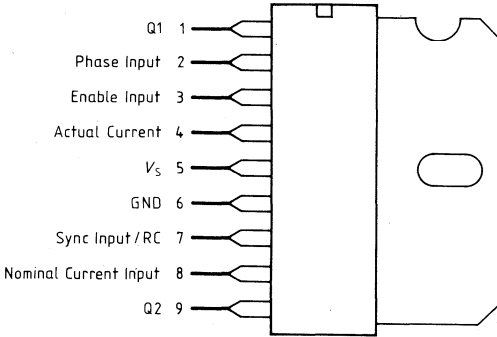 Q1 1
Phase Input 2
Enable Input 3
Actual Current 4
VS 5
GND 6
Sync Input/RC 7
Nominal Current Input 8
Q2 9